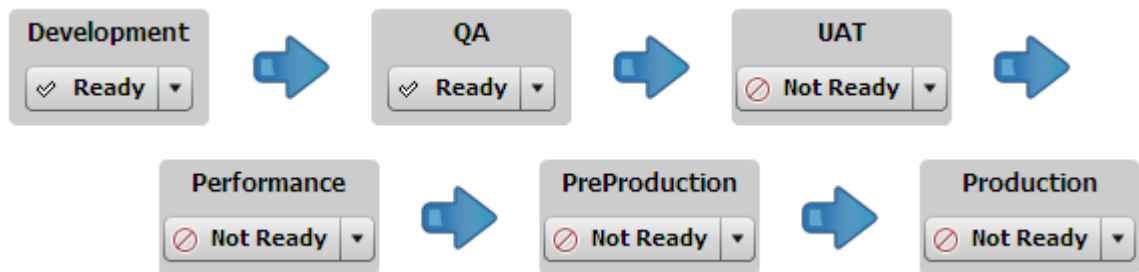 Development
QA
UAT
Ready
Ready
Not Ready
Performance
PreProduction
Production
Not Ready
Not Ready
Not Ready